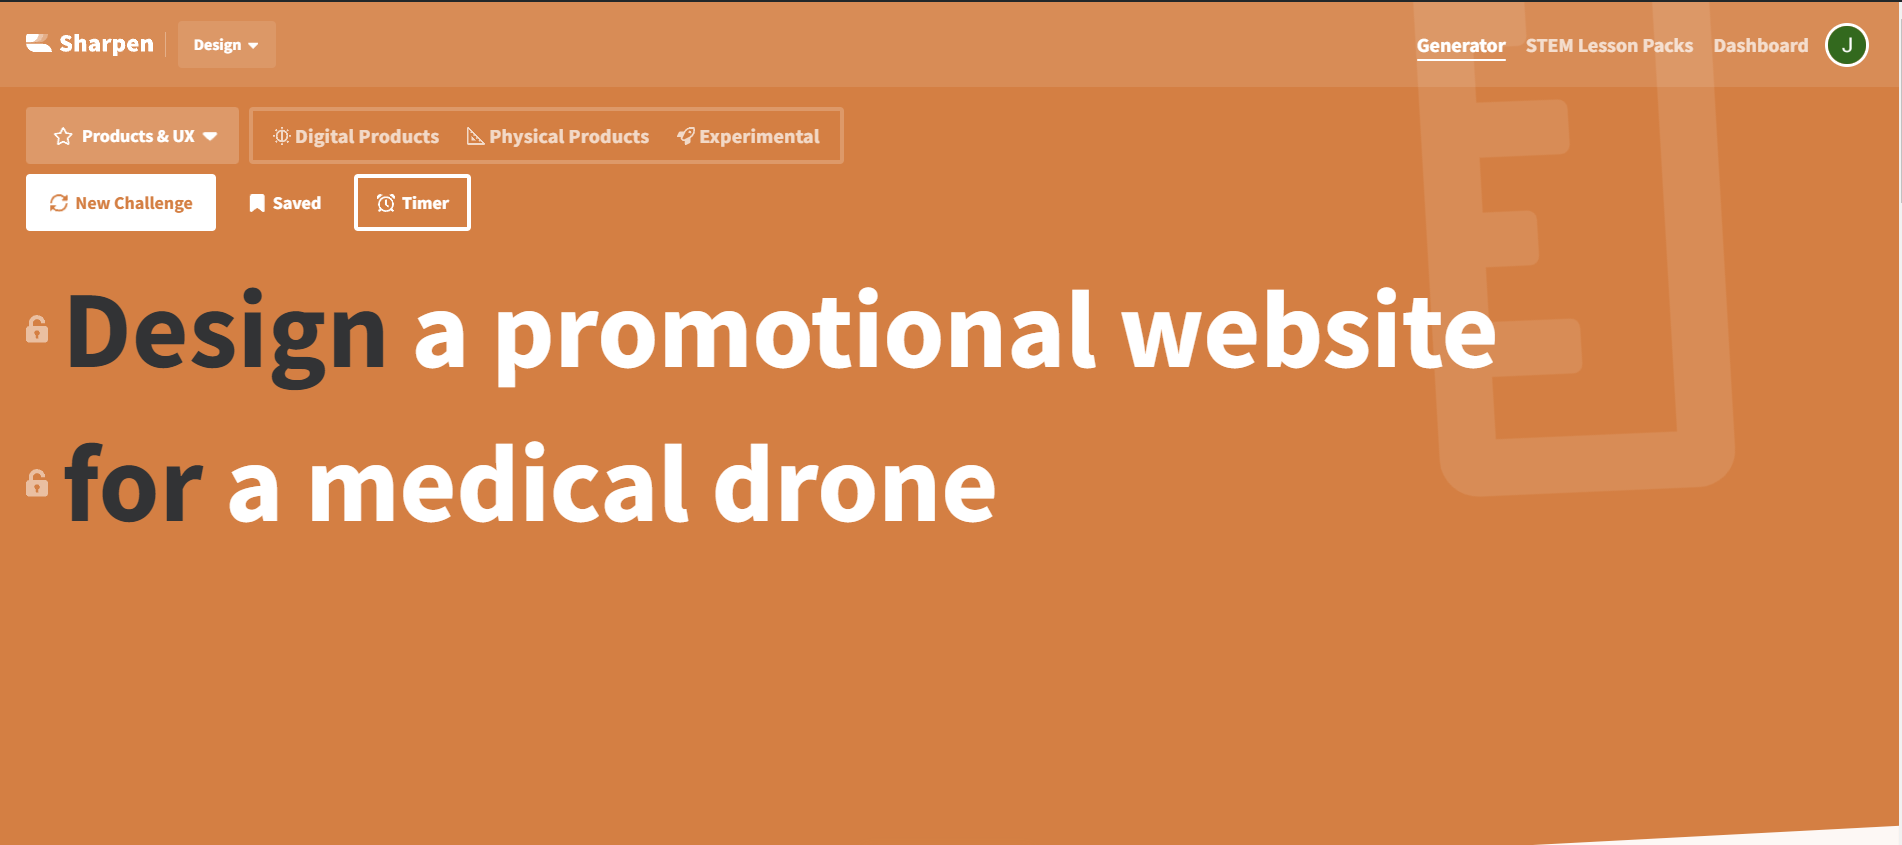 Sharpen Design Generator STEM Lesson Packs Dashboard J
Products & UX Digital Products Physical Products Experimental
New Challenge Saved Timer
Design a promotional website
for a medical drone